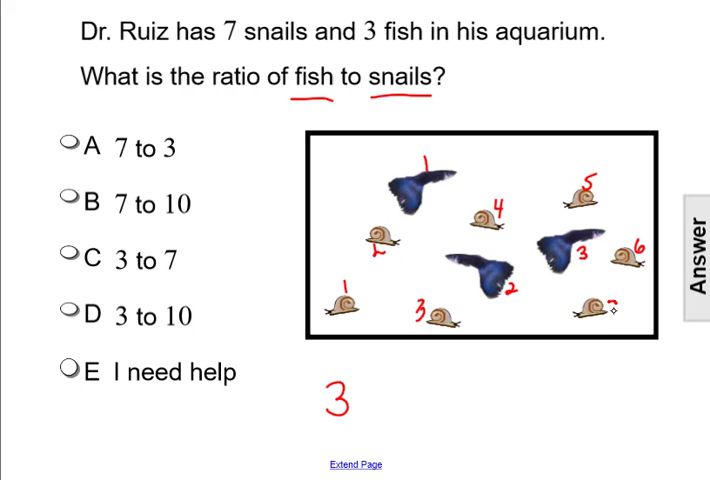 Dr. Ruiz has 7 snails and 3 fish in his aquarium.
What is the ratio of fish to snails?
A 7 to 3
B 7 to 10
C 3 to 7
D 3 to 10
E I need help
1
5
4
2
3
6
1
2
3
3
Answer
Extend Page